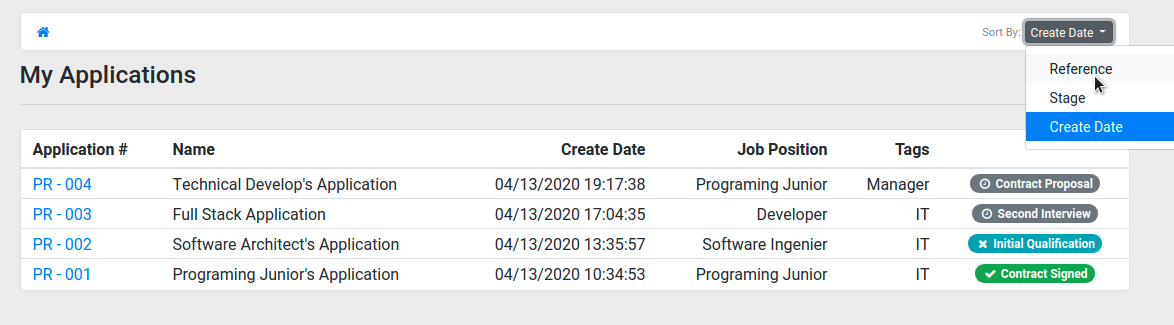 Sort By: Create Date
My Applications
Reference
Stage
Create Date
Application # Name Create Date Job Position Tags
PR - 004 Technical Develop's Application 04/13/2020 19:17:38 Programing Junior Manager Contract Proposal
PR - 003 Full Stack Application 04/13/2020 17:04:35 Developer IT Second Interview
PR - 002 Software Architect's Application 04/13/2020 13:35:57 Software Ingenier IT Initial Qualification
PR - 001 Programing Junior's Application 04/13/2020 10:34:53 Programing Junior IT Contract Signed